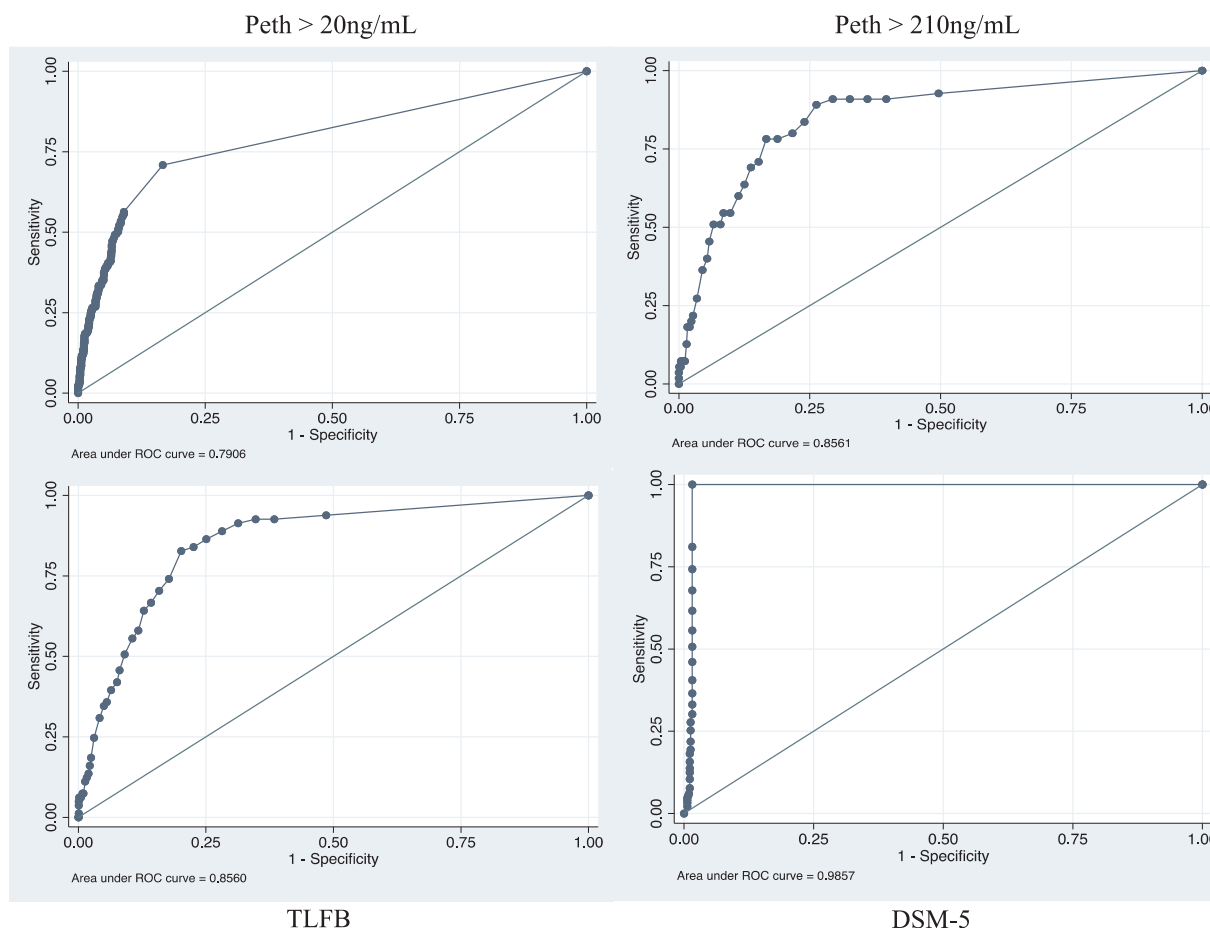 Peth > 20ng/mL
Peth > 210ng/mL
Sensitivity
0.00 0.25 0.50 0.75 1.00
0.00 0.25 0.50 0.75 1.00
1 - Specificity
Area under ROC curve = 0.7906
Sensitivity
0.00 0.25 0.50 0.75 1.00
0.00 0.25 0.50 0.75 1.00
1 - Specificity
Area under ROC curve = 0.8561
Sensitivity
0.00 0.25 0.50 0.75 1.00
0.00 0.25 0.50 0.75 1.00
1 - Specificity
Area under ROC curve = 0.8560
Sensitivity
0.00 0.25 0.50 0.75 1.00
0.00 0.25 0.50 0.75 1.00
1 - Specificity
Area under ROC curve = 0.9857
TLFB
DSM-5